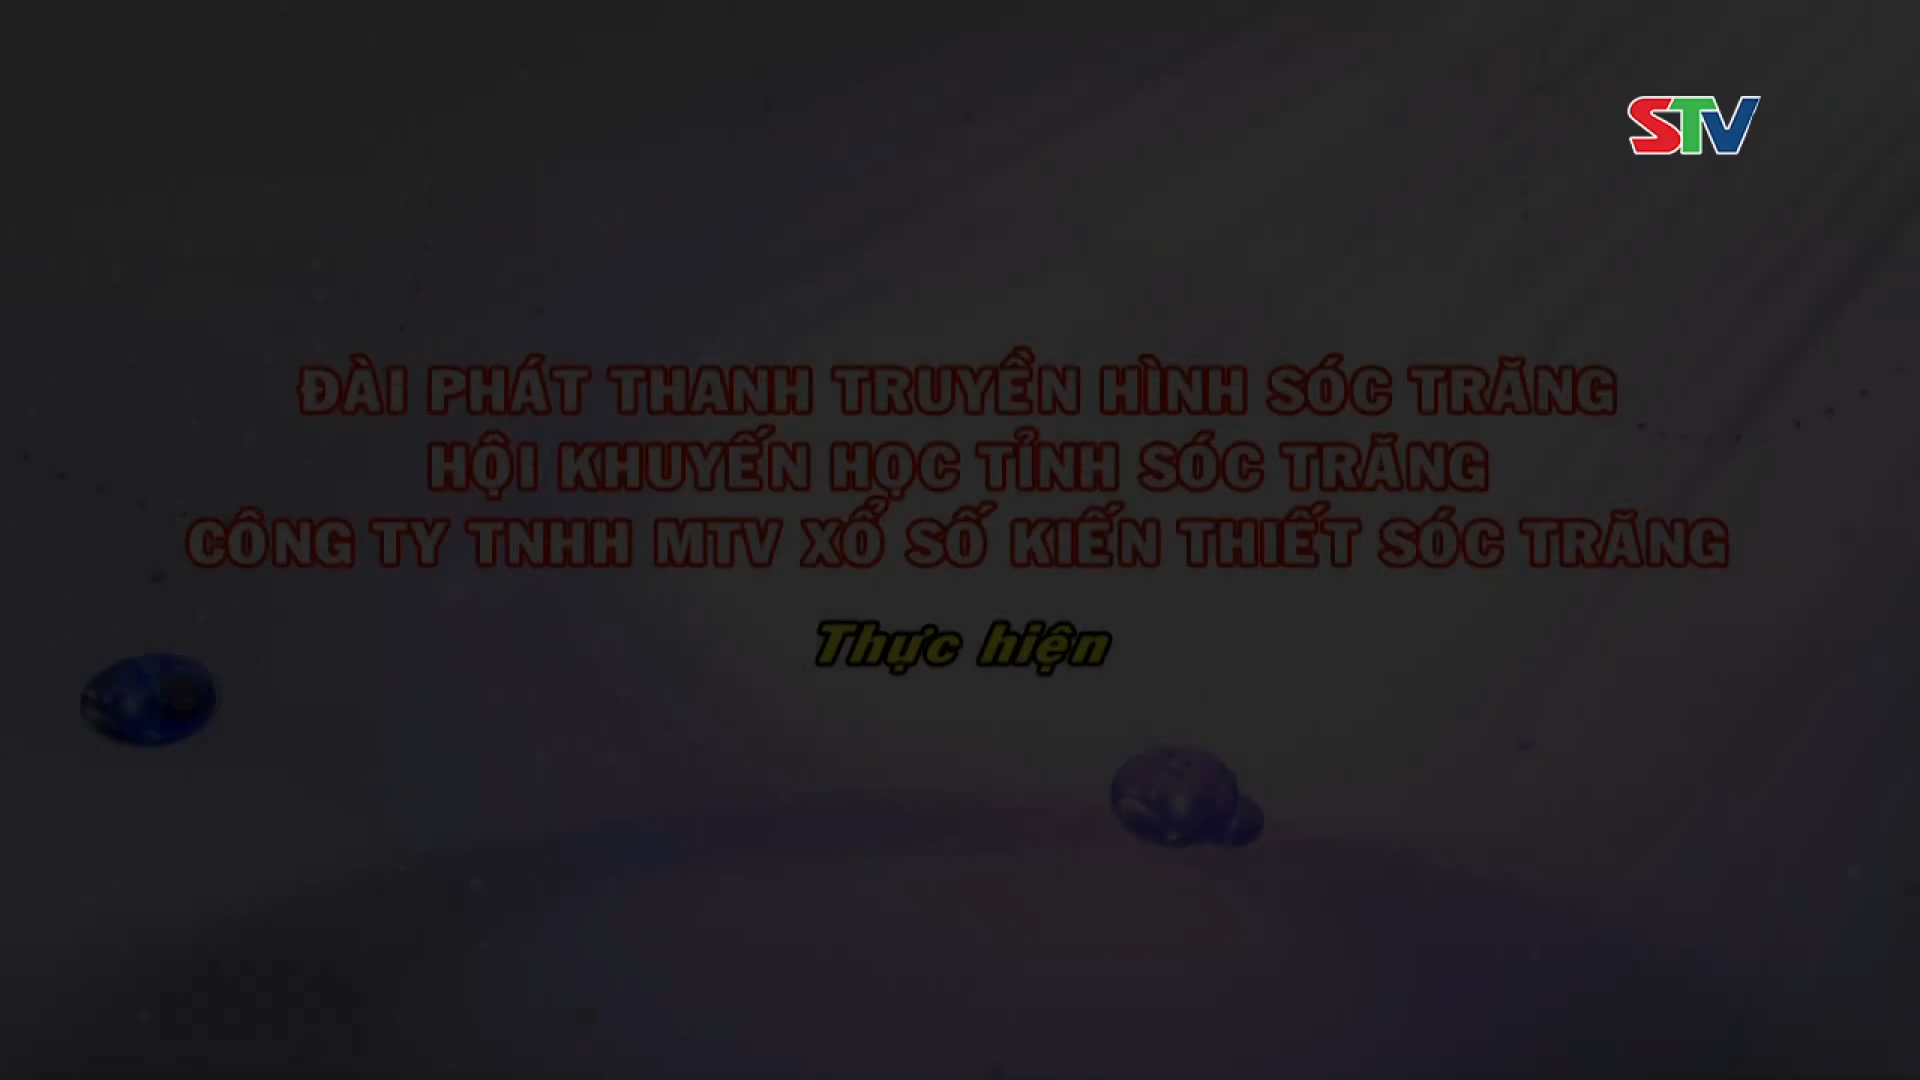 STV
ĐÀI PHÁT THANH TRUYỀN HÌNH SÓC TRĂNG
HỘI KHUYẾN HỌC TỈNH SÓC TRĂNG
CÔNG TY TNHH MTV XỔ SỐ KIẾN THIẾT SÓC TRĂNG
Thực hiện